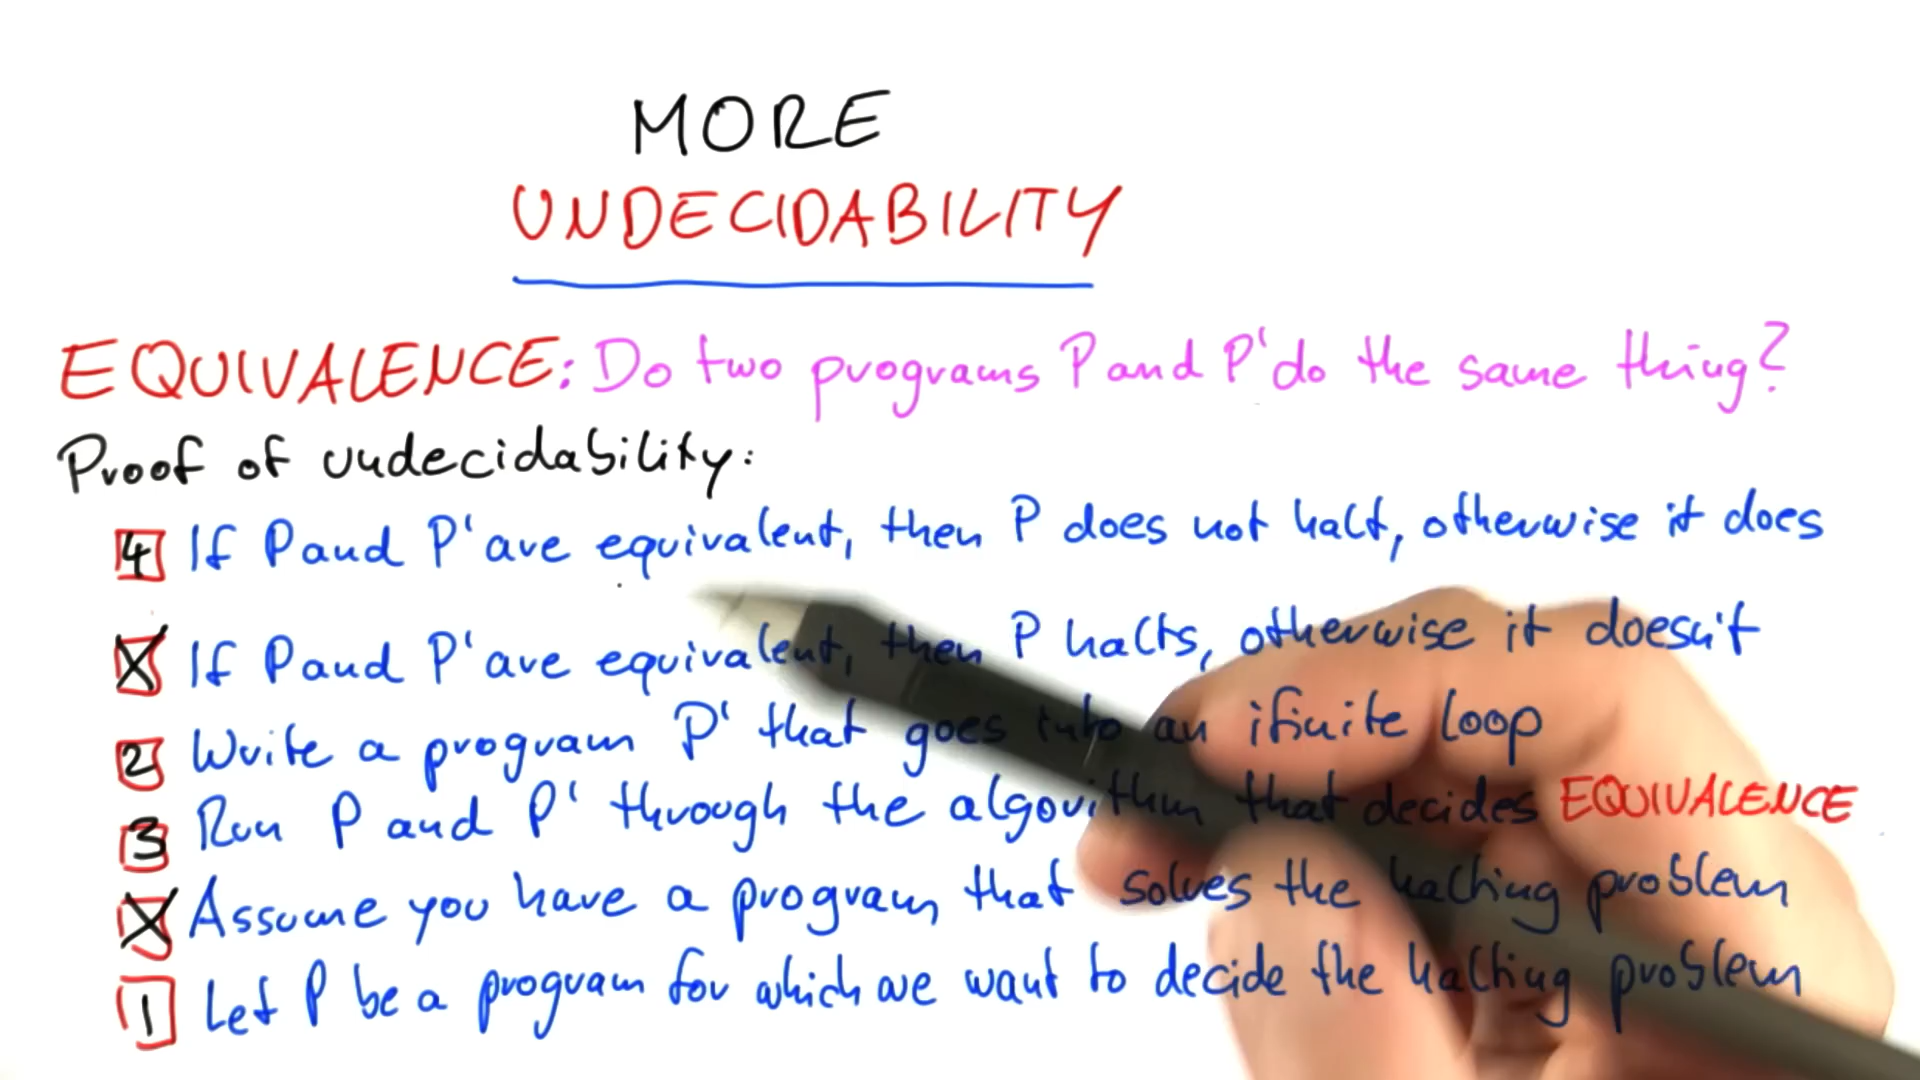 MORE
UNDECIDABILITY
EQUIVALENCE: Do two programs P and P' do the same thing?
Proof of undecidability:
4 If P and P' are equivalent, then P does not halt, otherwise it does
X If P and P' are equivalent, then P halts, otherwise it doesn't
2 Write a program P' that goes into an ifinite loop
3 Run P and P' through the algorithm that decides EQUIVALENCE
X Assume you have a program that solves the halting problem
1 Let P be a program for which we want to decide the halting problem